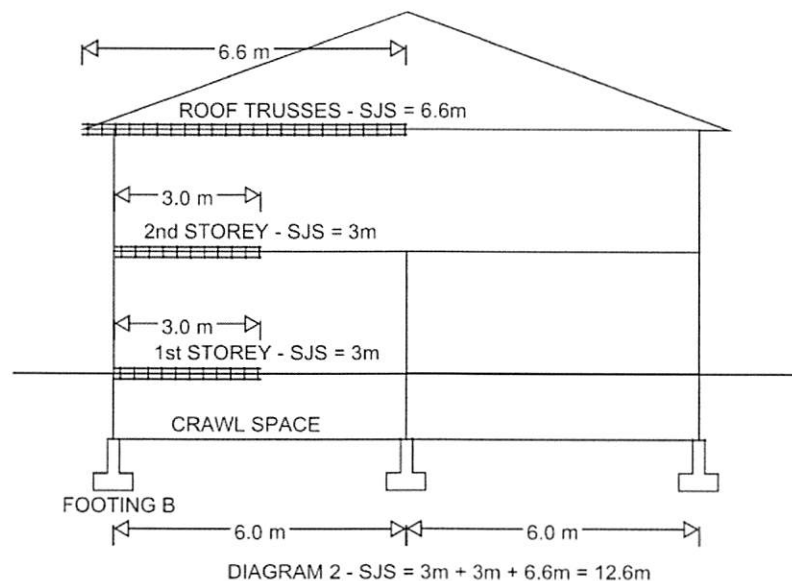 6.6 m
ROOF TRUSSES - SJS = 6.6m
3.0 m
2nd STOREY - SJS = 3m
3.0 m
1st STOREY - SJS = 3m
CRAWL SPACE
FOOTING B
6.0 m 6.0 m
DIAGRAM 2 - SJS = 3m + 3m + 6.6m = 12.6m